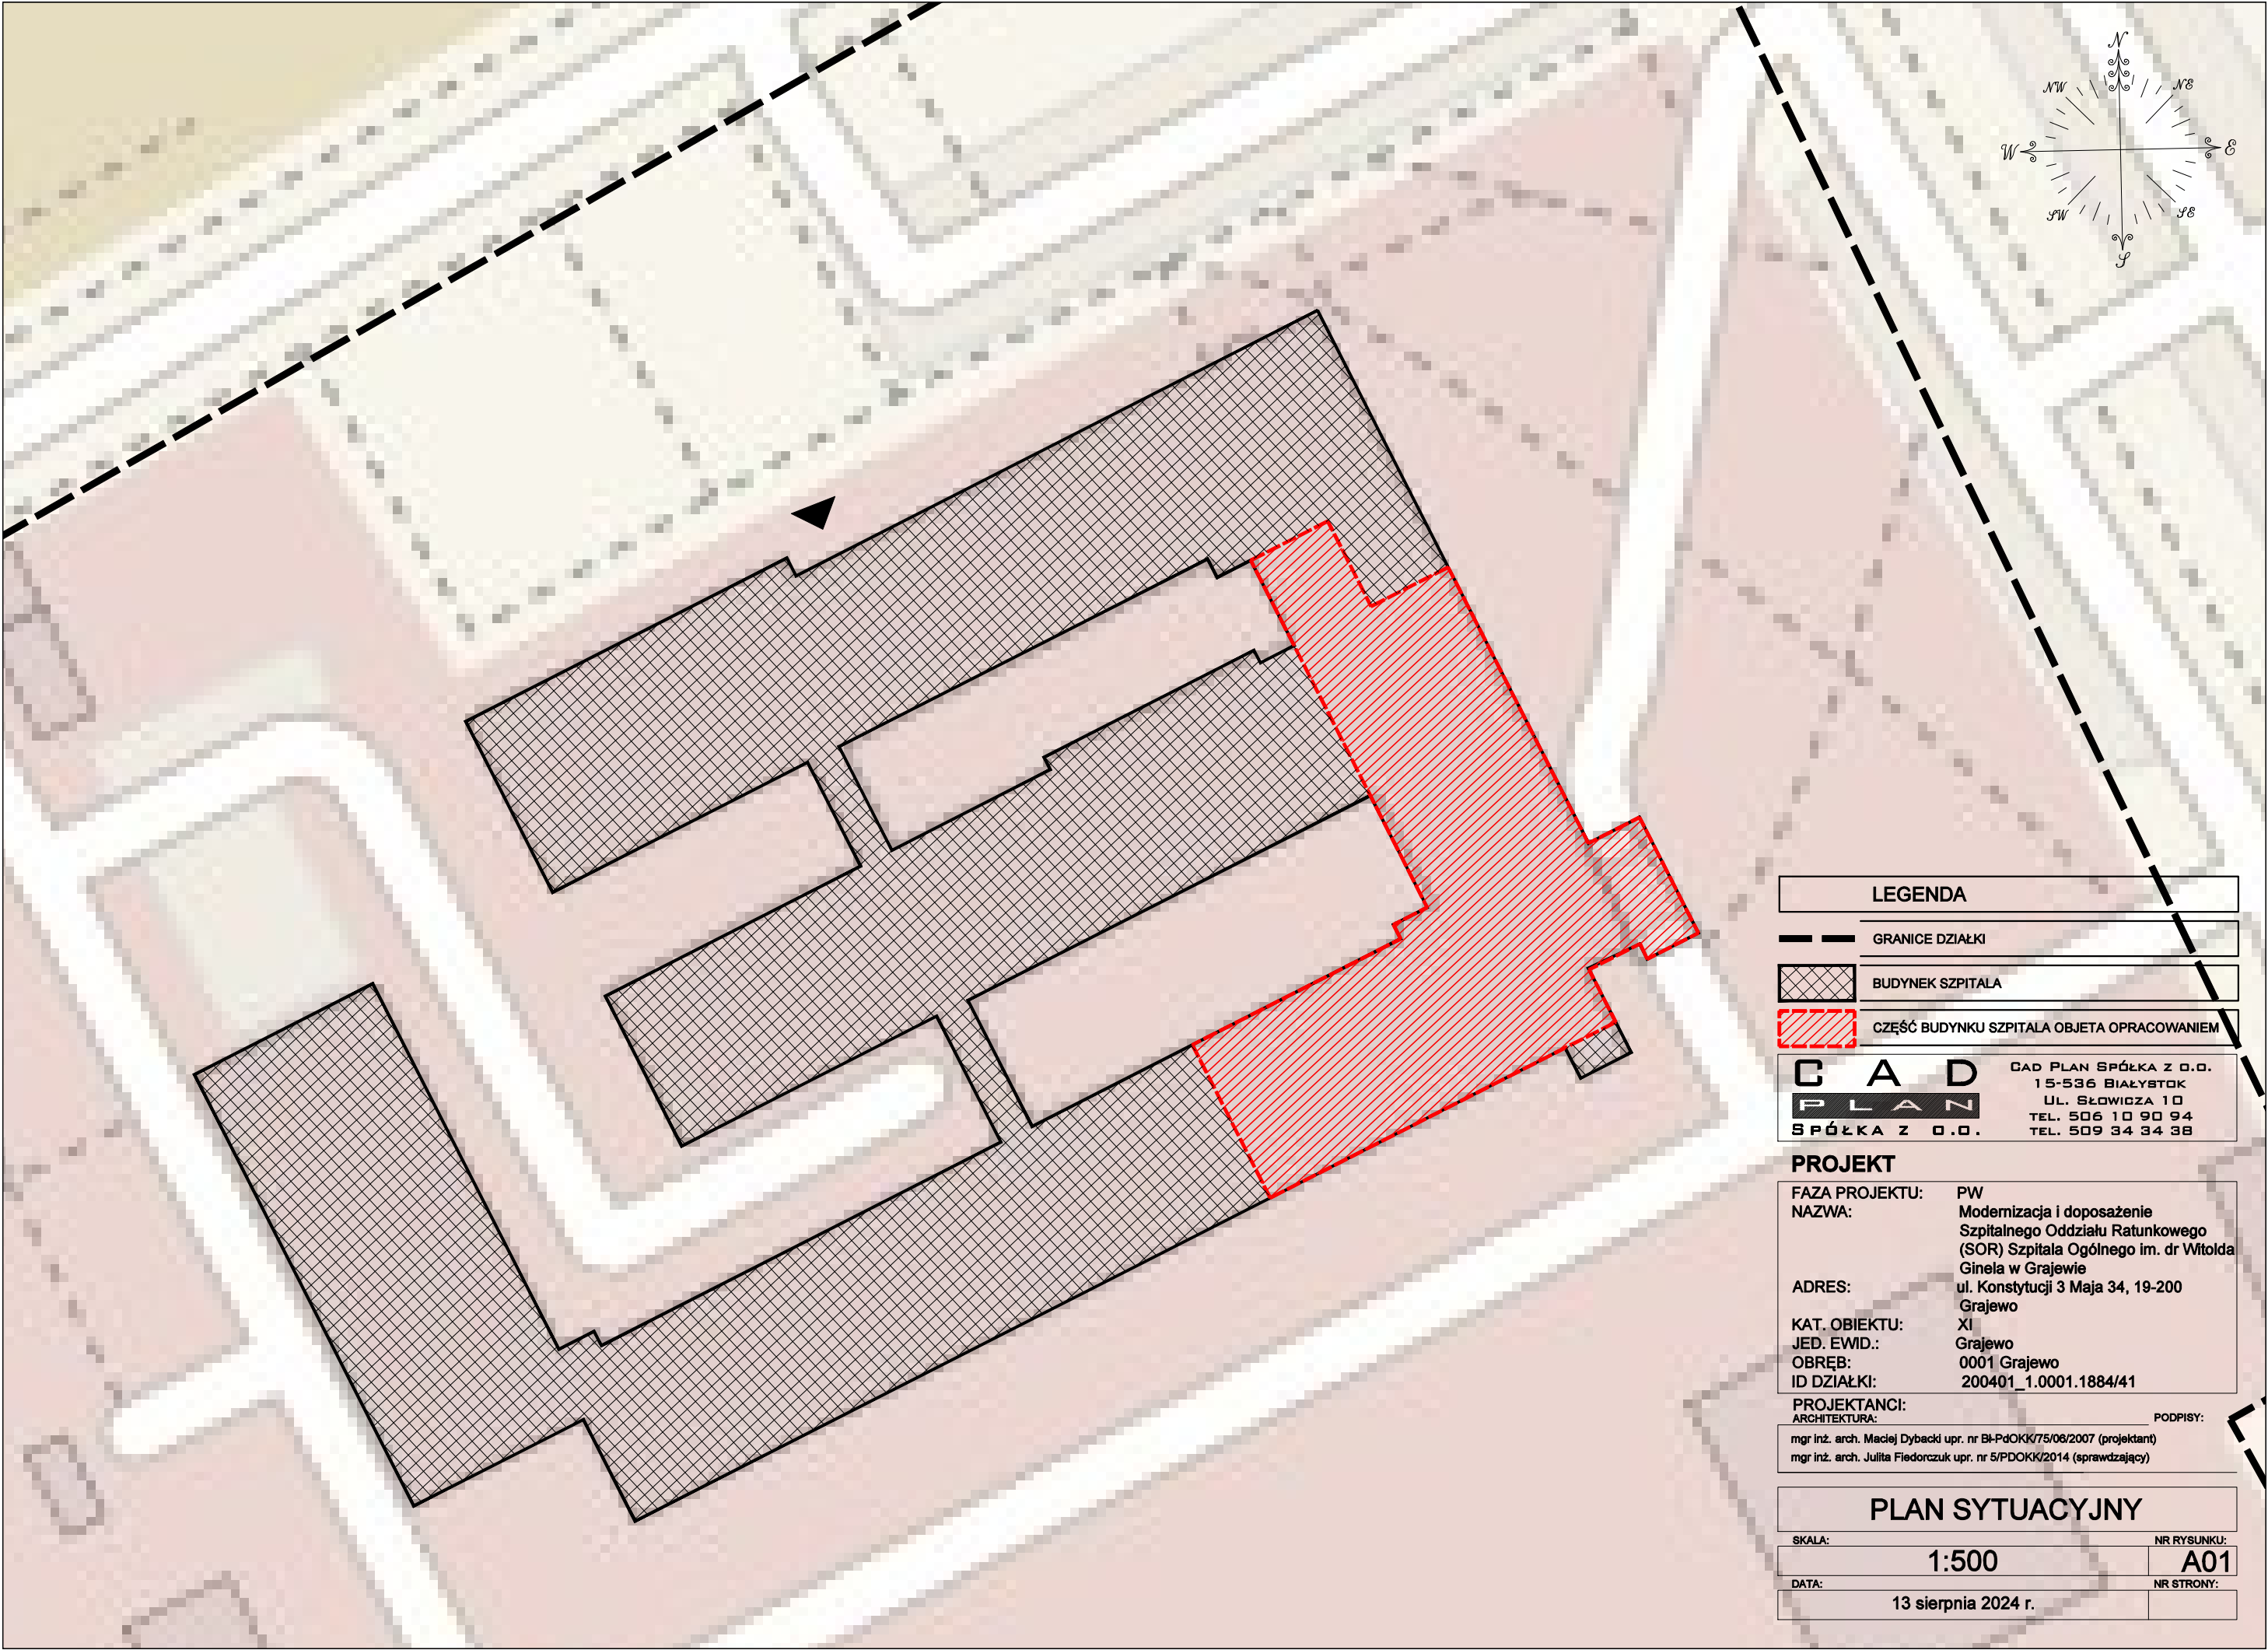 N
NW
NE
W
E
SW
SE
S
LEGENDA
GRANICE DZIAŁKI
BUDYNEK SZPITALA
CZĘŚĆ BUDYNKU SZPITALA OBJETA OPRACOWANIEM
CAD
PLAN
SPÓŁKA Z O.O.
CAD PLAN SPÓŁKA Z O.O.
15-536 BIAŁYSTOK
UL. SŁOWICZA 10
TEL. 506 10 90 94
TEL. 509 34 34 38
PROJEKT
FAZA PROJEKTU: PW
NAZWA: Modernizacja i doposażenie
Szpitalnego Oddziału Ratunkowego
(SOR) Szpitala Ogólnego im. dr Witolda
Ginela w Grajewie
ADRES: ul. Konstytucji 3 Maja 34, 19-200
Grajewo
KAT. OBIEKTU: XI
JED. EWID.: Grajewo
OBRĘB: 0001 Grajewo
ID DZIAŁKI: 200401_1.0001.1884/41
PROJEKTANCI:
ARCHITEKTURA: PODPISY:
mgr inż. arch. Maciej Dybacki upr. nr Bł-PdOKK/75/06/2007 (projektant)
mgr inż. arch. Julita Fiedorczuk upr. nr 5/PDOKK/2014 (sprawdzający)
PLAN SYTUACYJNY
SKALA: NR RYSUNKU:
1:500 A01
DATA: NR STRONY:
13 sierpnia 2024 r.